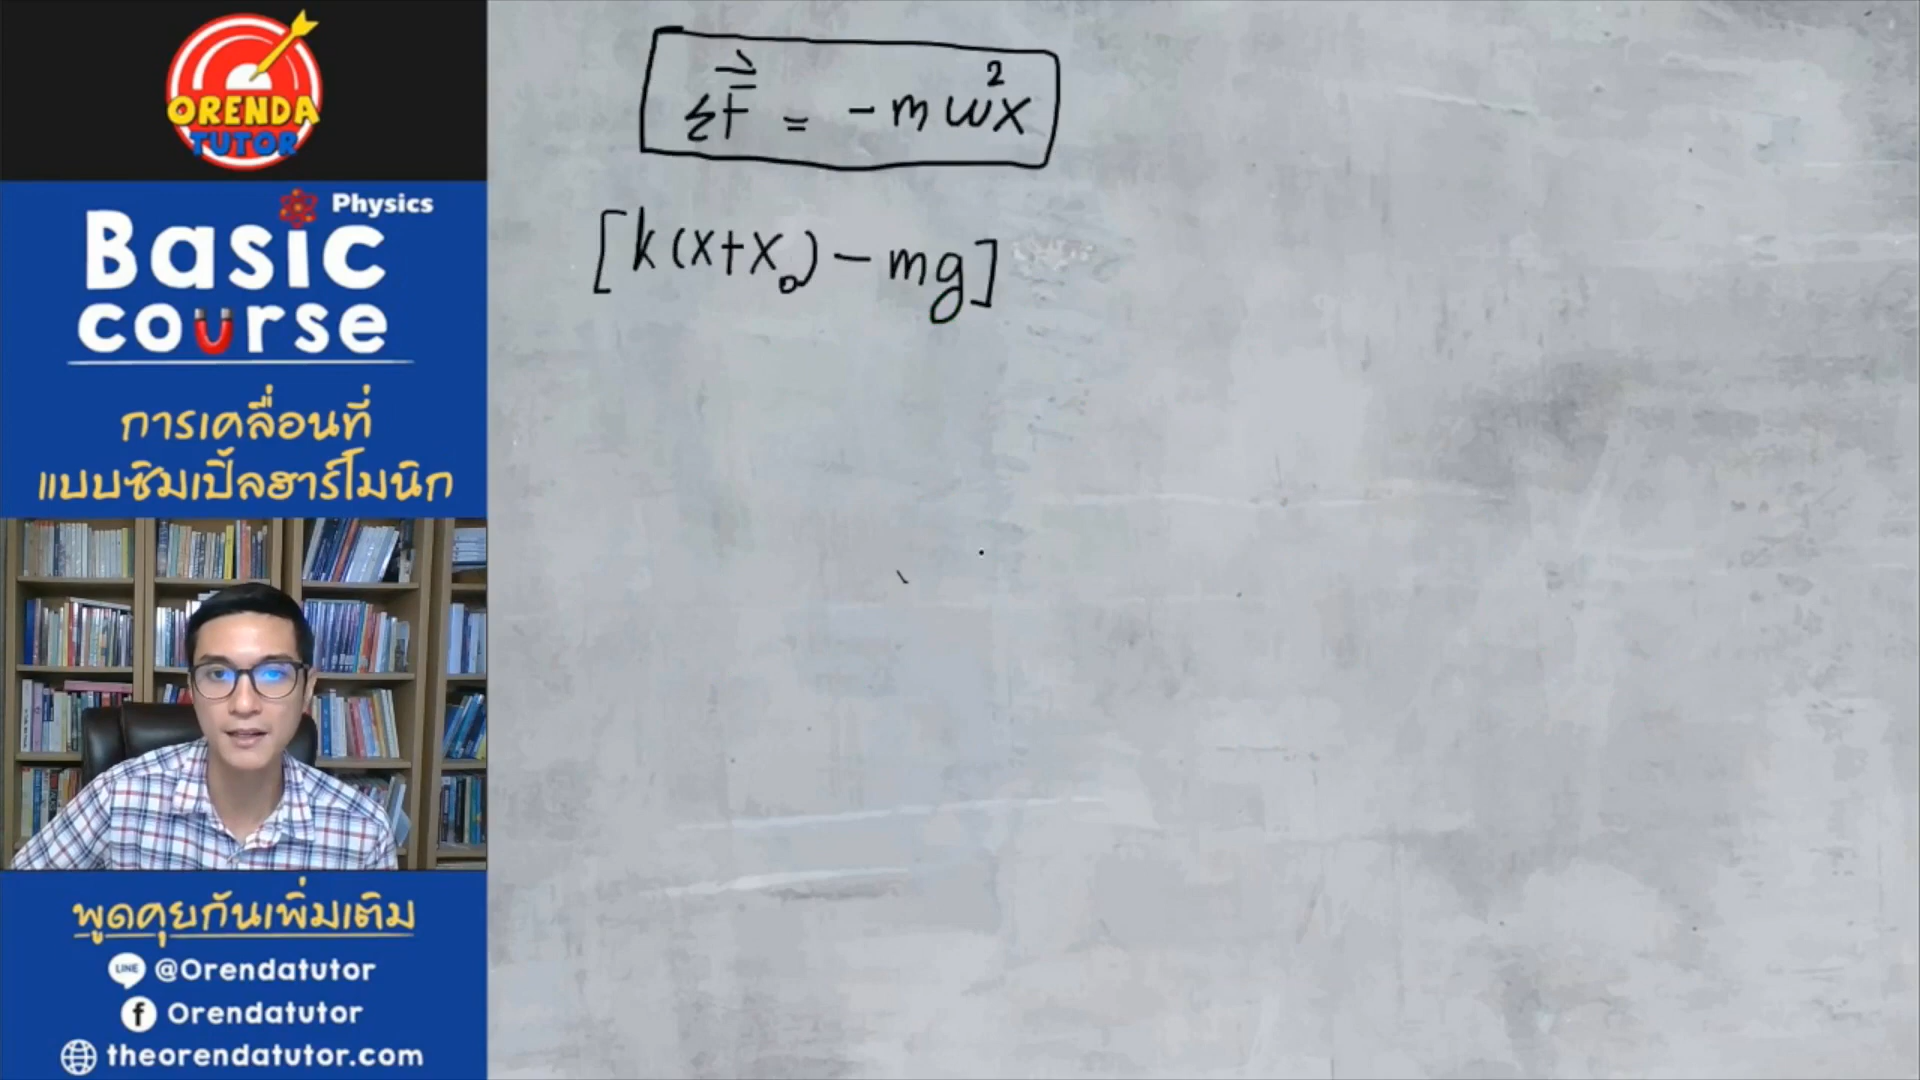 ORENDA
TUTOR
Physics
Basic
course
การเคลื่อนที่
แบบซิมเปิ้ลฮาร์โมนิก
พูดคุยกันเพิ่มเติม
LINE @Orendatutor
f Orendatutor
theorendatutor.com
ΣF⃗ = -mω²x
[k(x+x₀) - mg]